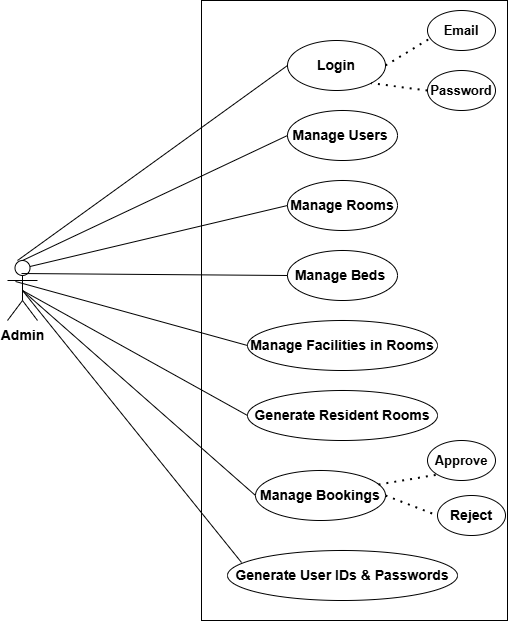 Email
Login
Password
Manage Users
Manage Rooms
Manage Beds
Admin
Manage Facilities in Rooms
Generate Resident Rooms
Approve
Manage Bookings
Reject
Generate User IDs & Passwords